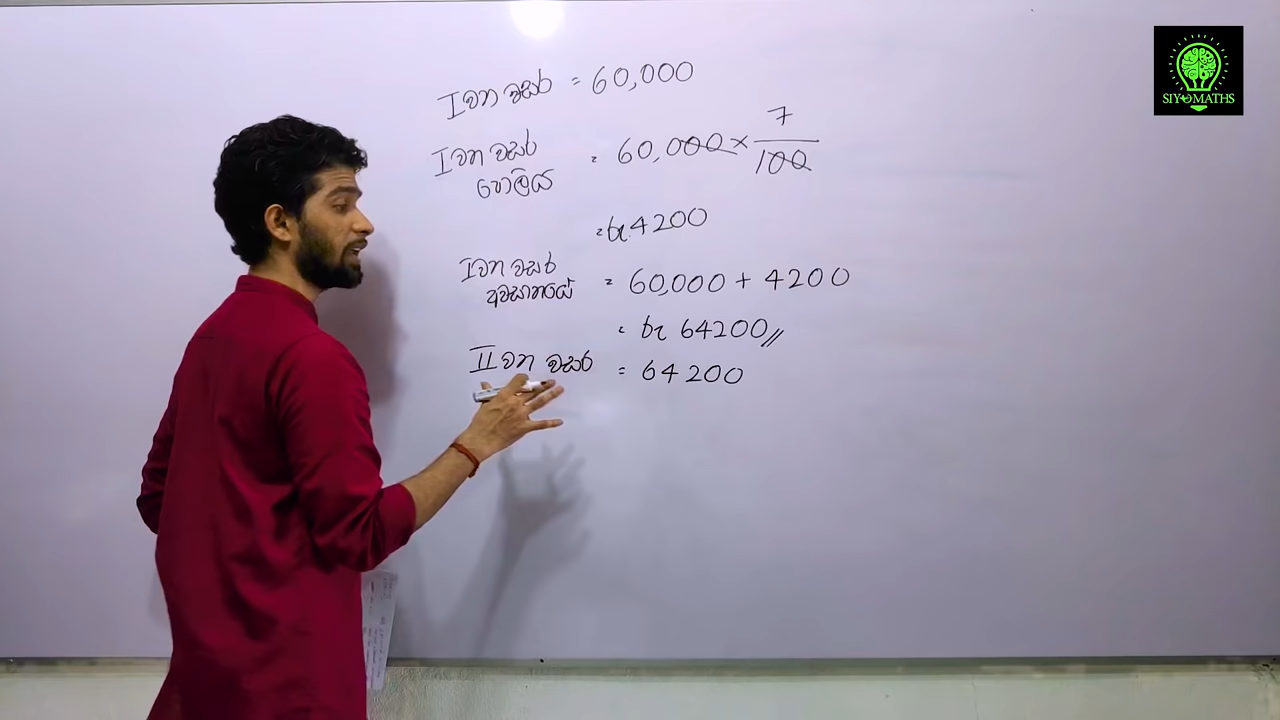 I වන වසර = 60,000
I වන වසර
පොලිය = 60,000 × 7/100
= රු.4200
I වන වසර
අවසානයේ = 60,000 + 4200
= රු 64200//
II වන වසර = 64200
SIYOMATHS